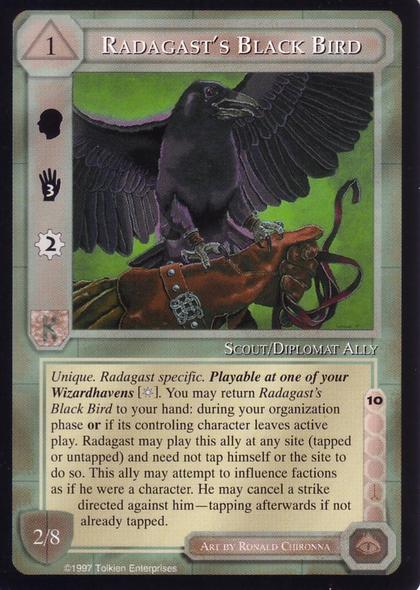 1
RADAGAST'S BLACK BIRD
3
2
K
SCOUT/DIPLOMAT ALLY
Unique. Radagast specific. Playable at one of your
Wizardhavens [☼]. You may return Radagast's
Black Bird to your hand: during your organization
phase or if its controling character leaves active
play. Radagast may play this ally at any site (tapped
or untapped) and need not tap himself or the site to
do so. This ally may attempt to influence factions
as if he were a character. He may cancel a strike
directed against him—tapping afterwards if not
already tapped.
10
2/8
ART BY RONALD CHIRONNA
©1997 Tolkien Enterprises